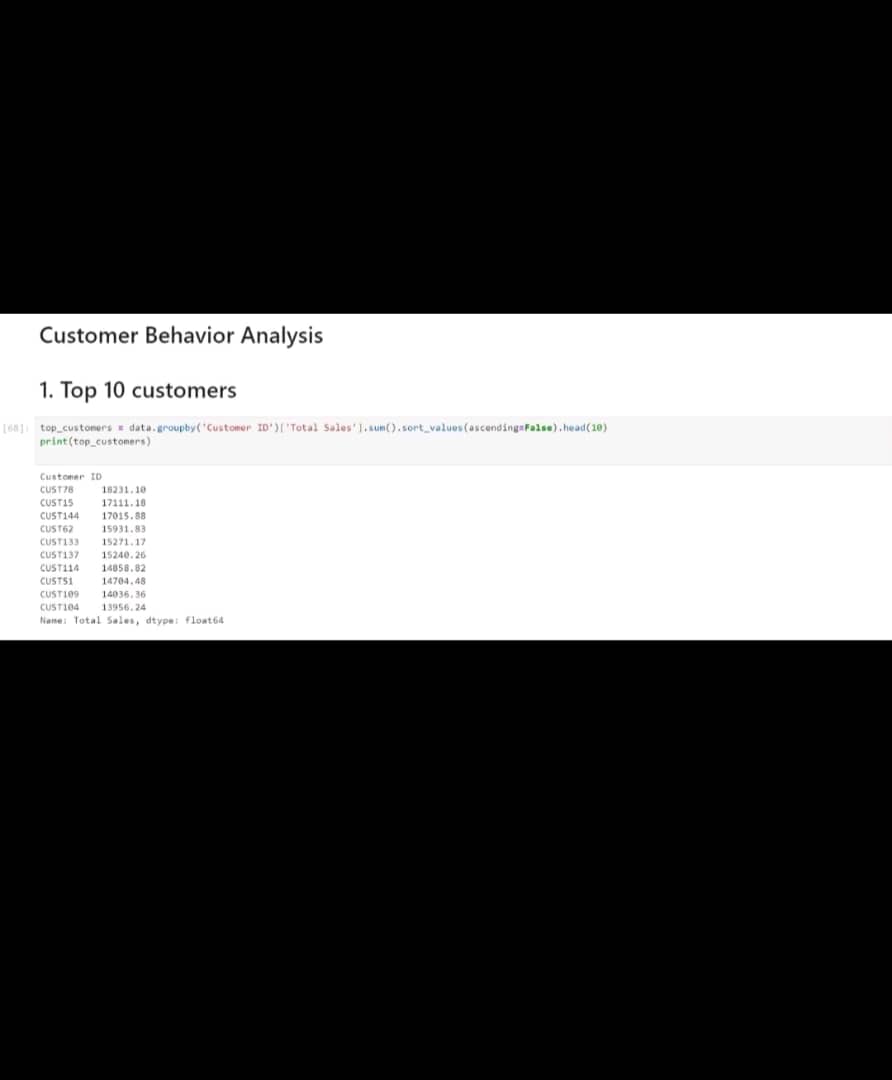 Customer Behavior Analysis
1. Top 10 customers
[68]: top_customers = data.groupby('Customer ID')['Total Sales'].sum().sort_values(ascending=False).head(10)
print(top_customers)
Customer ID
CUST78 18231.10
CUST15 17111.18
CUST144 17015.88
CUST62 15931.83
CUST133 15271.17
CUST137 15240.26
CUST114 14858.82
CUST51 14704.48
CUST109 14036.36
CUST104 13956.24
Name: Total Sales, dtype: float64